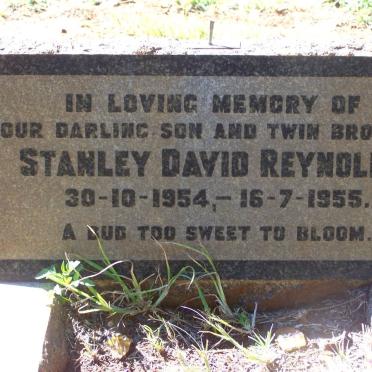 IN LOVING MEMORY OF
OUR DARLING SON AND TWIN BRO
STANLEY DAVID REYNOL
30-10-1954,-16-7-1955.
A BUD TOO SWEET TO BLOOM.